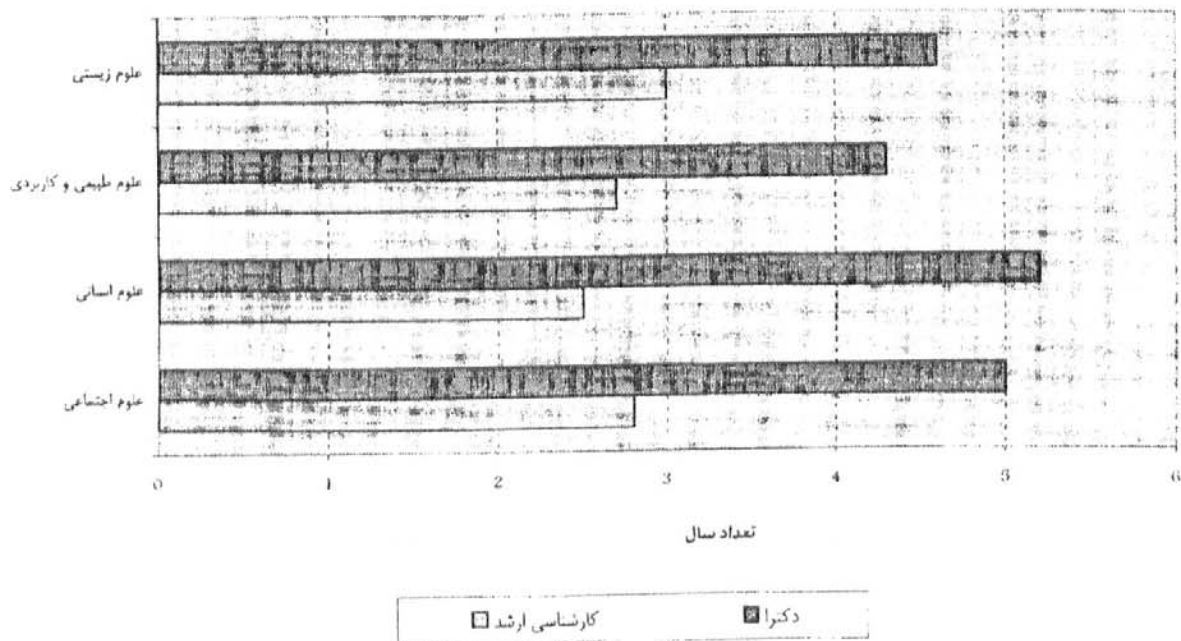 علوم زیستی
علوم طبیعی و کاربردی
علوم انسانی
علوم اجتماعی
0 1 2 3 4 5 6
تعداد سال
دکترا کارشناسی ارشد